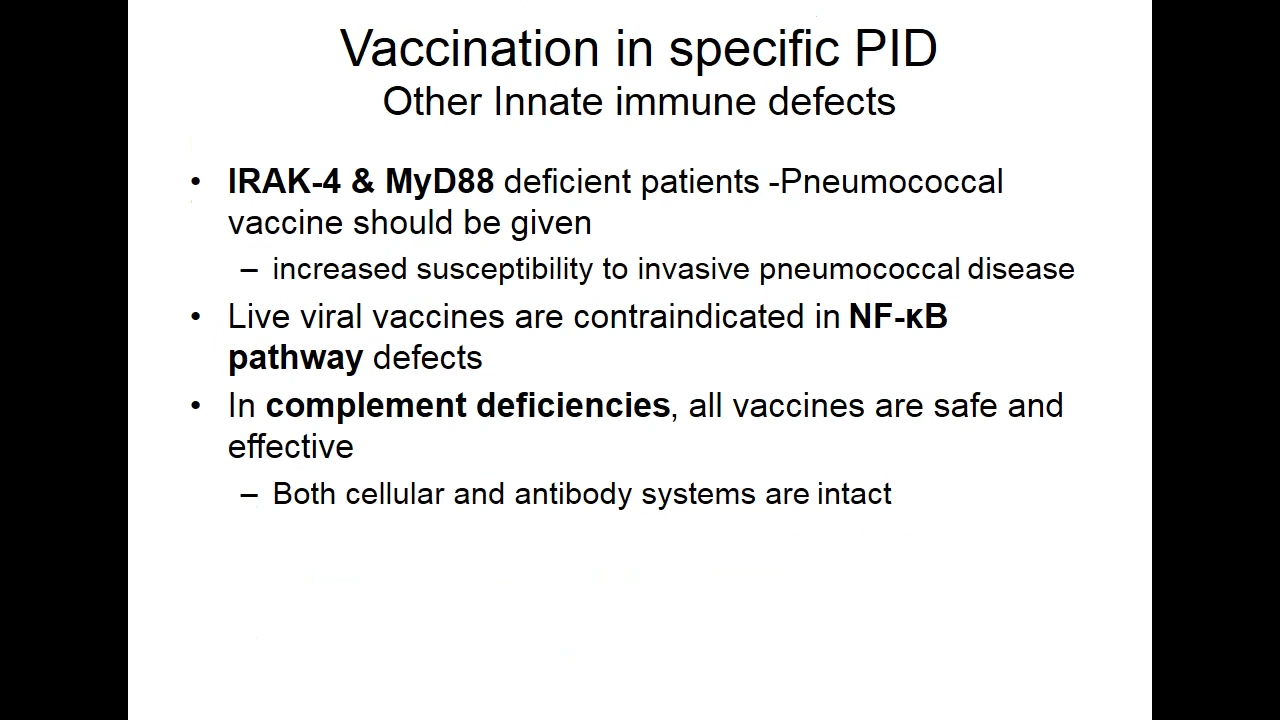 Vaccination in specific PID
Other Innate immune defects
• IRAK-4 & MyD88 deficient patients -Pneumococcal
vaccine should be given
– increased susceptibility to invasive pneumococcal disease
• Live viral vaccines are contraindicated in NF-κB
pathway defects
• In complement deficiencies, all vaccines are safe and
effective
– Both cellular and antibody systems are intact